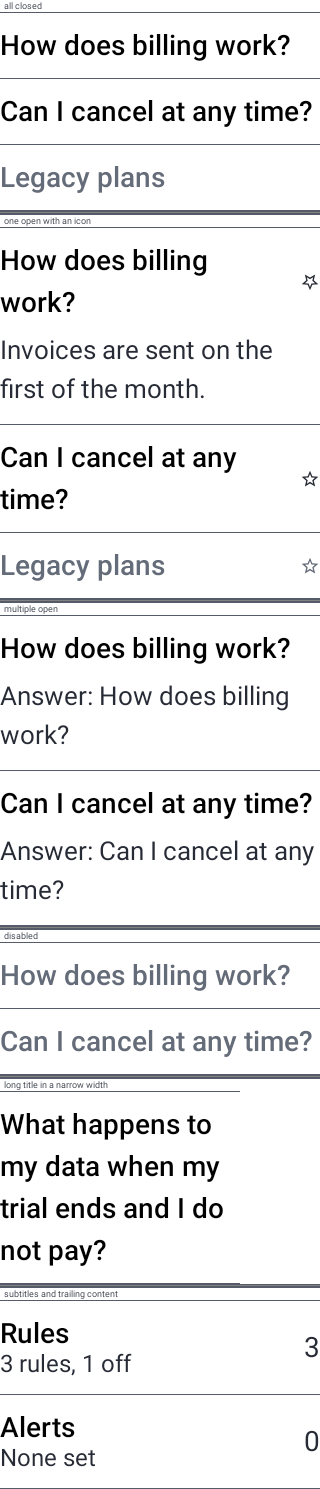 all closed
How does billing work?
Can I cancel at any time?
Legacy plans
one open with an icon
How does billing
work?
Invoices are sent on the
first of the month.
Can I cancel at any
time?
Legacy plans
multiple open
How does billing work?
Answer: How does billing
work?
Can I cancel at any time?
Answer: Can I cancel at any
time?
disabled
How does billing work?
Can I cancel at any time?
long title in a narrow width
What happens to
my data when my
trial ends and I do
not pay?
subtitles and trailing content
Rules
3
3 rules, 1 off
Alerts
0
None set